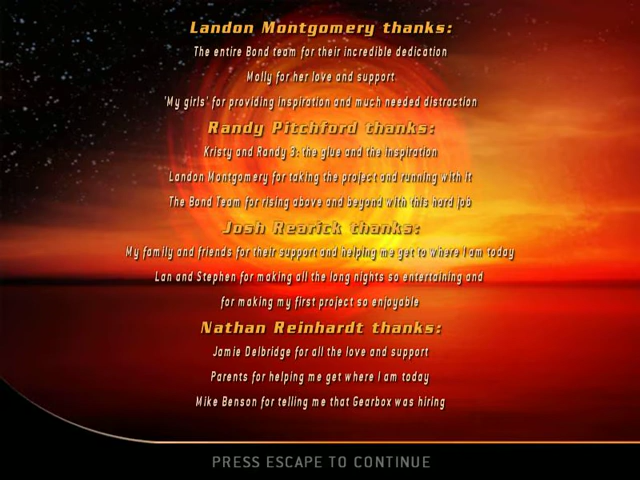 Landon Montgomery thanks:
The entire Bond team for their incredible dedication
Molly for her love and support
'My girls' for providing inspiration and much needed distraction
Randy Pitchford thanks:
Kristy and Randy 3: the glue and the inspiration
Landon Montgomery for taking the project and running with it
The Bond Team for rising above and beyond with this hard job
Josh Rearick thanks:
My family and friends for their support and helping me get to where I am today
Lan and Stephen for making all the long nights so entertaining and
for making my first project so enjoyable
Nathan Reinhardt thanks:
Jamie Delbridge for all the love and support
Parents for helping me get where I am today
Mike Benson for telling me that Gearbox was hiring
PRESS ESCAPE TO CONTINUE